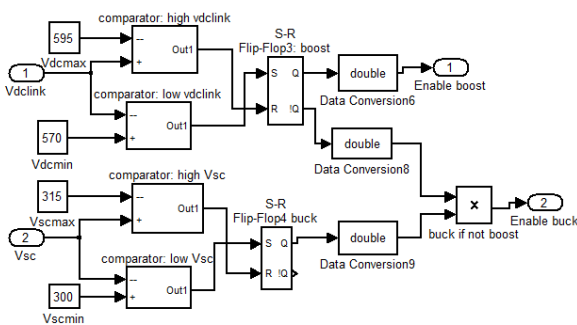 comparator: high vdclink
595
--
+
Out1
Vdcmax
1
Vdclink
S-R
Flip-Flop3: boost
S
Q
R
!Q
double
Data Conversion6
1
Enable boost
comparator: low vdclink
--
+
Out1
570
Vdcmin
double
Data Conversion8
comparator: high Vsc
315
--
+
Out1
Vscmax
2
Vsc
S-R
Flip-Flop4 buck
S
Q
R
!Q
double
Data Conversion9
x
buck if not boost
2
Enable buck
comparator: low Vsc
--
+
Out1
300
Vscmin